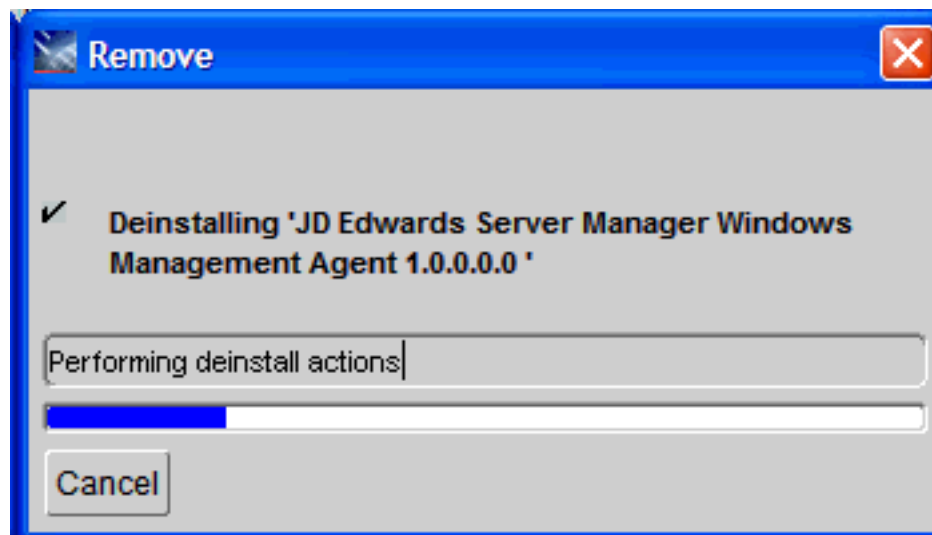 Remove
Deinstalling 'JD Edwards Server Manager Windows
Management Agent 1.0.0.0.0 '
Performing deinstall actions
Cancel